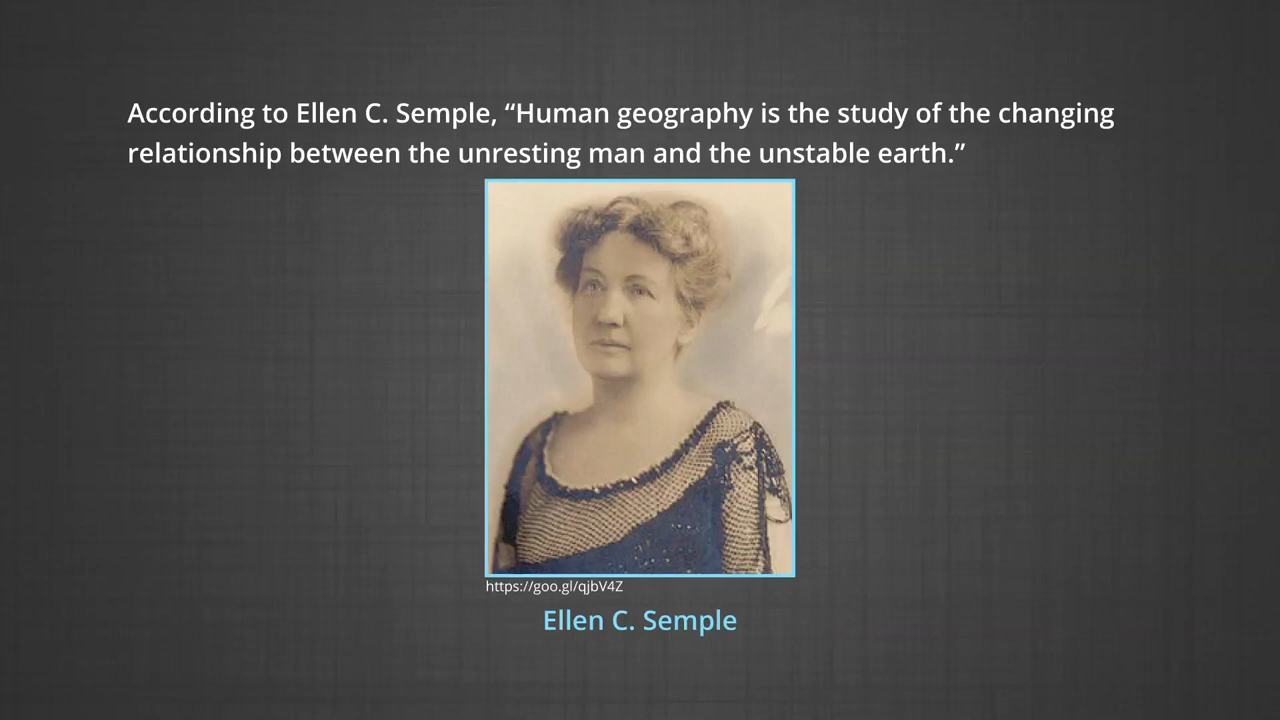 According to Ellen C. Semple, “Human geography is the study of the changing
relationship between the unresting man and the unstable earth.”
https://goo.gl/qjbV4Z
Ellen C. Semple